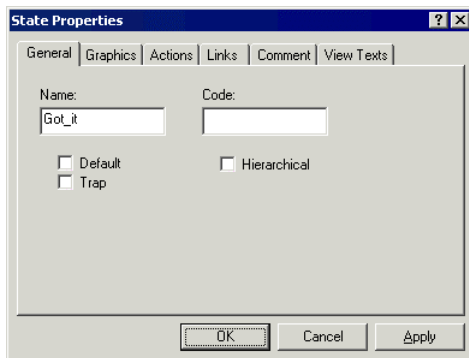 State Properties
General Graphics Actions Links Comment View Texts
Name: Code:
Got_it
Default Hierarchical
Trap
OK Cancel Apply